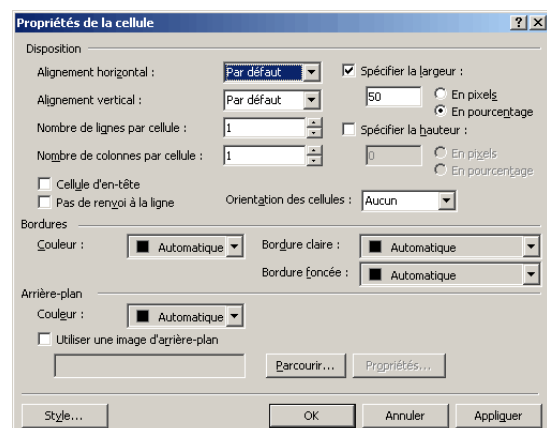 Propriétés de la cellule
Disposition
Alignement horizontal : Par défaut
Spécifier la largeur :
50
En pixels
En pourcentage
Alignement vertical : Par défaut
Nombre de lignes par cellule : 1
Spécifier la hauteur :
0
En pixels
En pourcentage
Nombre de colonnes par cellule : 1
Cellule d'en-tête
Pas de renvoi à la ligne
Orientation des cellules : Aucun
Bordures
Couleur : Automatique
Bordure claire : Automatique
Bordure foncée : Automatique
Arrière-plan
Couleur : Automatique
Utiliser une image d'arrière-plan
Parcourir... Propriétés...
Style... OK Annuler Appliquer